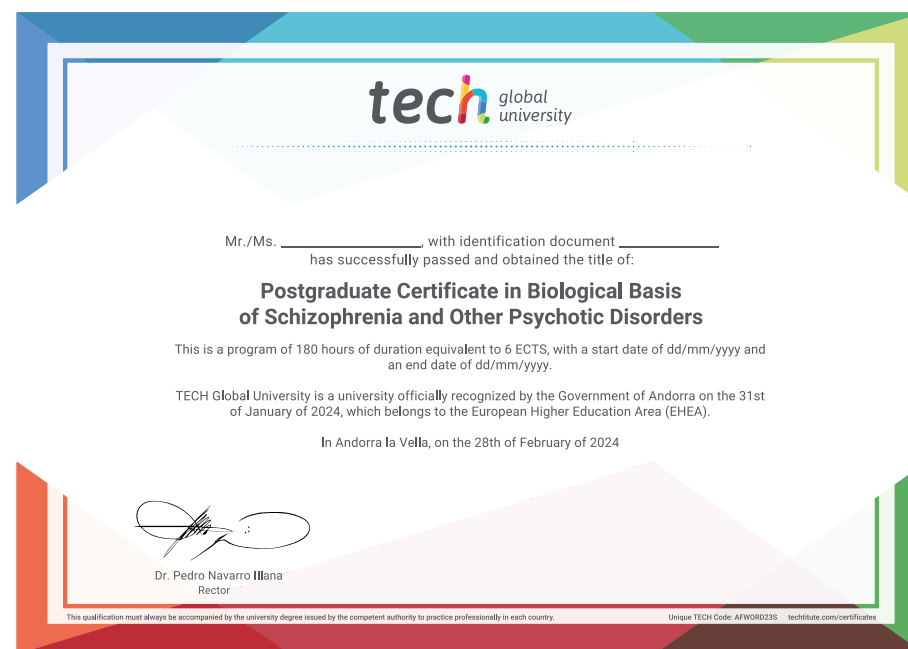 tech global university
Mr./Ms. ____________, with identification document ____________
has successfully passed and obtained the title of:
Postgraduate Certificate in Biological Basis
of Schizophrenia and Other Psychotic Disorders
This is a program of 180 hours of duration equivalent to 6 ECTS, with a start date of dd/mm/yyyy and
an end date of dd/mm/yyyy.
TECH Global University is a university officially recognized by the Government of Andorra on the 31st
of January of 2024, which belongs to the European Higher Education Area (EHEA).
In Andorra la Vella, on the 28th of February of 2024
Dr. Pedro Navarro Illana
Rector
This qualification must always be accompanied by the university degree issued by the competent authority to practice professionally in each country.
Unique TECH Code: AFWORD23S techtitute.com/certificates